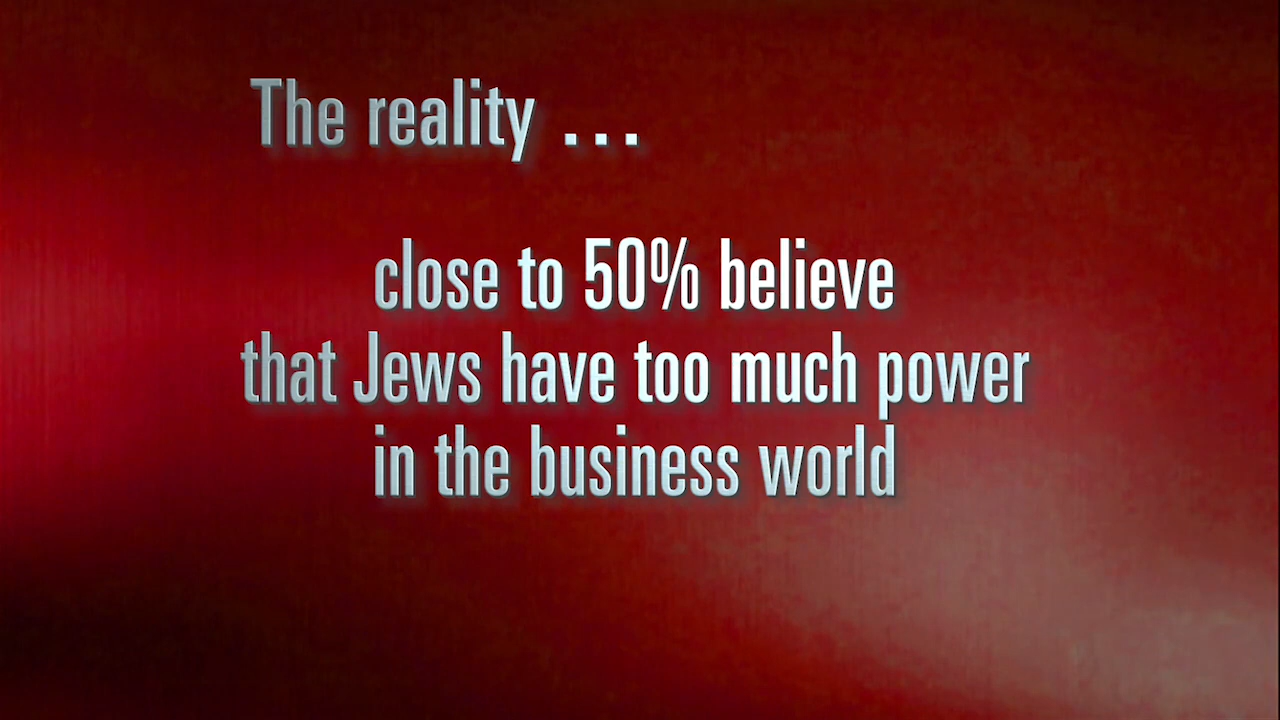 The reality ...
close to 50% believe
that Jews have too much power
in the business world